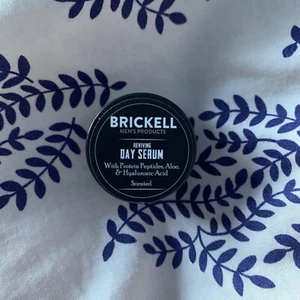 BRICKELL
MEN'S PRODUCTS
REVIVING
DAY SERUM
With Protein Peptides, Aloe,
& Hyaluronic Acid
Scented